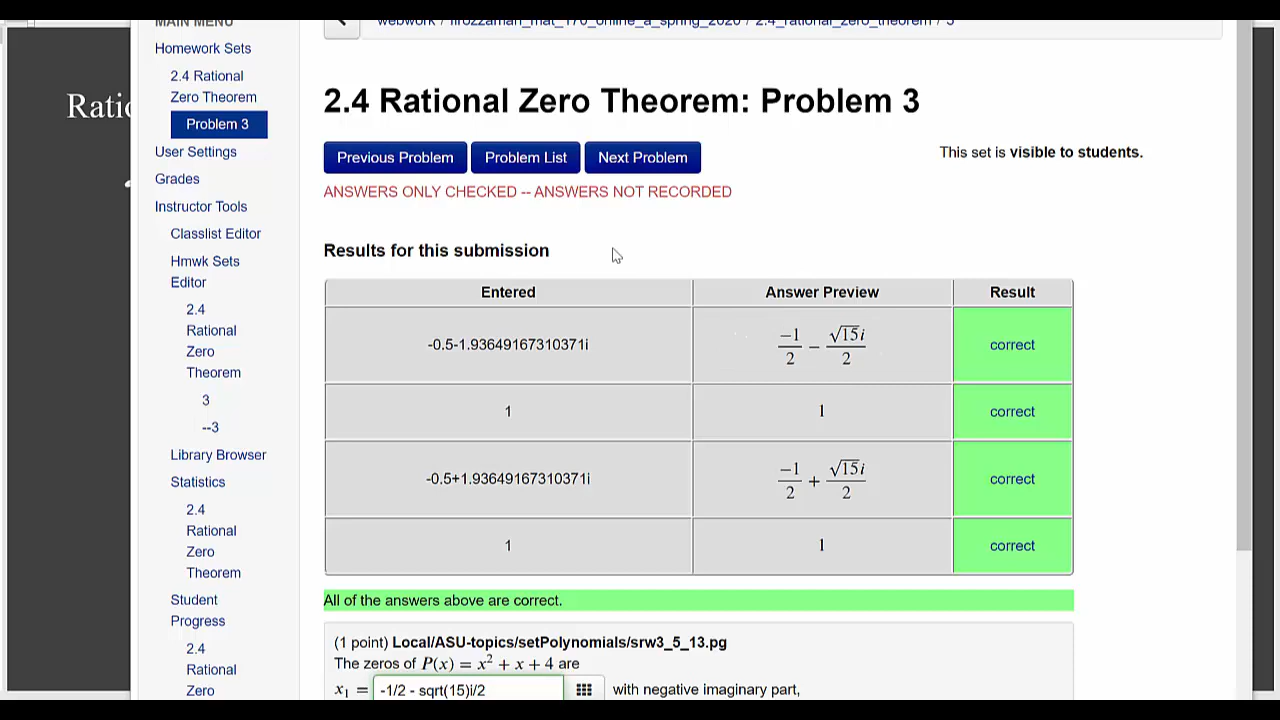 MAIN MENU
Homework Sets
2.4 Rational
Zero Theorem
Problem 3
User Settings
Grades
Instructor Tools
Classlist Editor
Hmwk Sets
Editor
2.4
Rational
Zero
Theorem
3
--3
Library Browser
Statistics
2.4
Rational
Zero
Theorem
Student
Progress
2.4
Rational
Zero
Ratio
webwork / firozzaman_mat_170_online_a_spring_2020 / 2.4_rational_zero_theorem / 3
2.4 Rational Zero Theorem: Problem 3
Previous Problem Problem List Next Problem
This set is visible to students.
ANSWERS ONLY CHECKED -- ANSWERS NOT RECORDED
Results for this submission
Entered Answer Preview Result
-0.5-1.93649167310371i −1/2 − √15i/2 correct
1 1 correct
-0.5+1.93649167310371i −1/2 + √15i/2 correct
1 1 correct
All of the answers above are correct.
(1 point) Local/ASU-topics/setPolynomials/srw3_5_13.pg
The zeros of P(x) = x² + x + 4 are
x₁ = -1/2 - sqrt(15)i/2 with negative imaginary part,